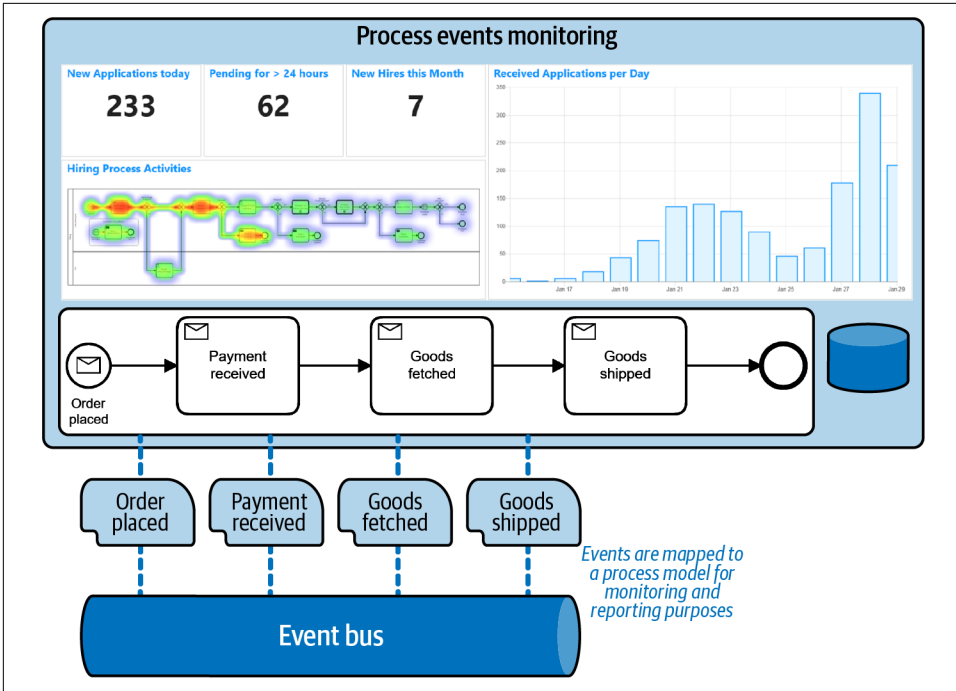 Process events monitoring
New Applications today
233
Pending for > 24 hours
62
New Hires this Month
7
Hiring Process Activities
Received Applications per Day
350
300
250
200
150
100
50
0
Jan 17
Jan 19
Jan 21
Jan 23
Jan 25
Jan 27
Jan 29
Order
placed
Payment
received
Goods
fetched
Goods
shipped
Order
placed
Payment
received
Goods
fetched
Goods
shipped
Events are mapped to
a process model for
monitoring and
reporting purposes
Event bus